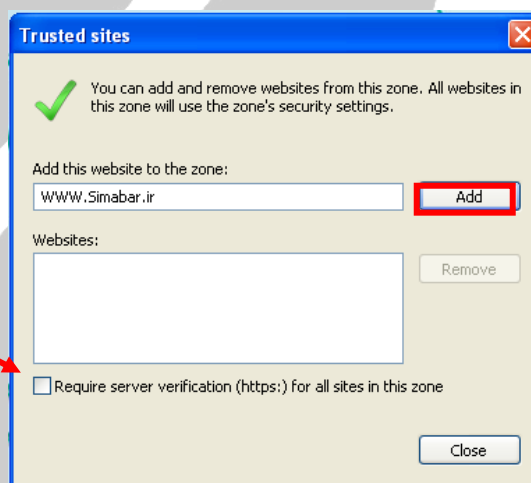 Trusted sites
You can add and remove websites from this zone. All websites in
this zone will use the zone's security settings.
Add this website to the zone:
WWW.Simabar.ir
Add
Websites:
Remove
Require server verification (https:) for all sites in this zone
Close